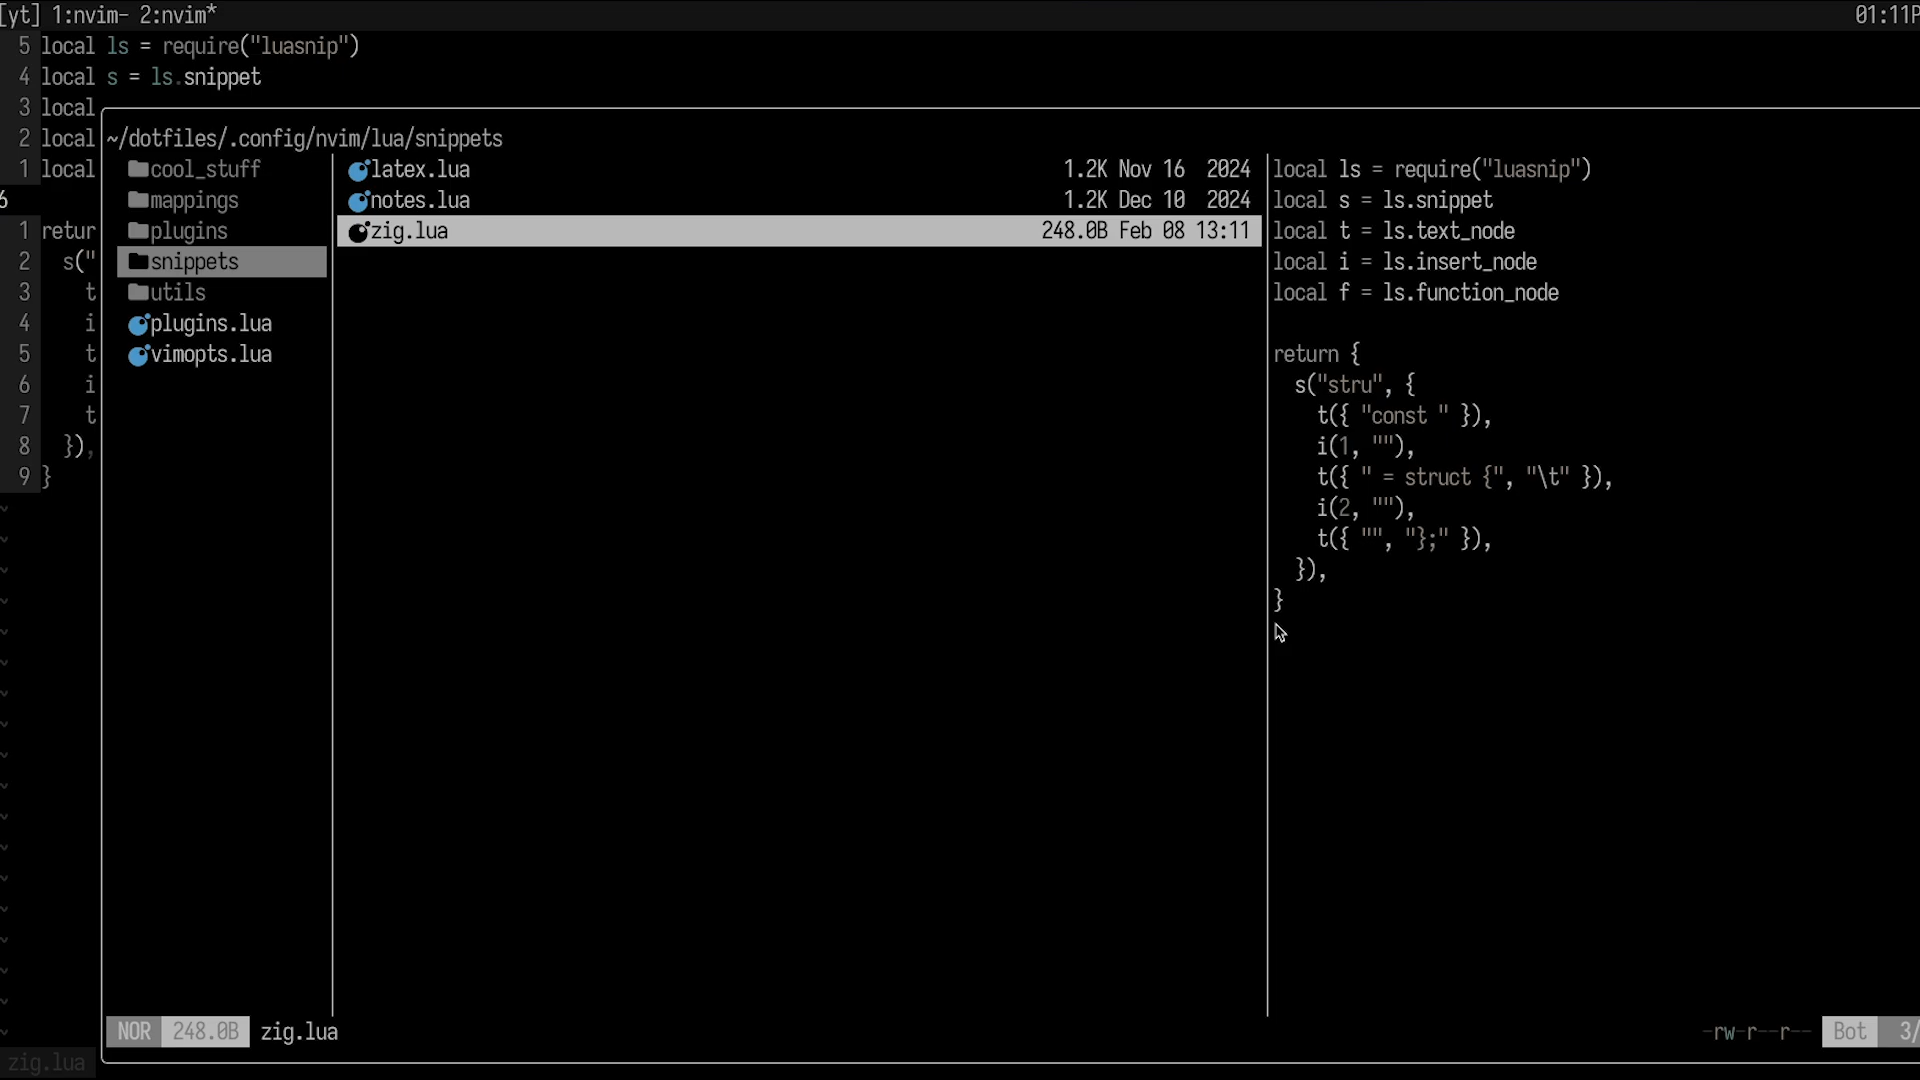 [yt] 1:nvim- 2:nvim*
01:11P
5 local ls = require("luasnip")
4 local s = ls.snippet
3 local
2 local
1 local
6
1 retur
2 s("
3 t
4 i
5 t
6 i
7 t
8 }),
9 }
~/dotfiles/.config/nvim/lua/snippets
cool_stuff
mappings
plugins
snippets
utils
plugins.lua
vimopts.lua
latex.lua 1.2K Nov 16 2024
notes.lua 1.2K Dec 10 2024
zig.lua 248.0B Feb 08 13:11
local ls = require("luasnip")
local s = ls.snippet
local t = ls.text_node
local i = ls.insert_node
local f = ls.function_node
return {
s("stru", {
t({ "const " }),
i(1, ""),
t({ " = struct {", "\t" }),
i(2, ""),
t({ "", "};" }),
}),
}
NOR 248.0B zig.lua
-rw-r--r-- Bot 3/
zig.lua